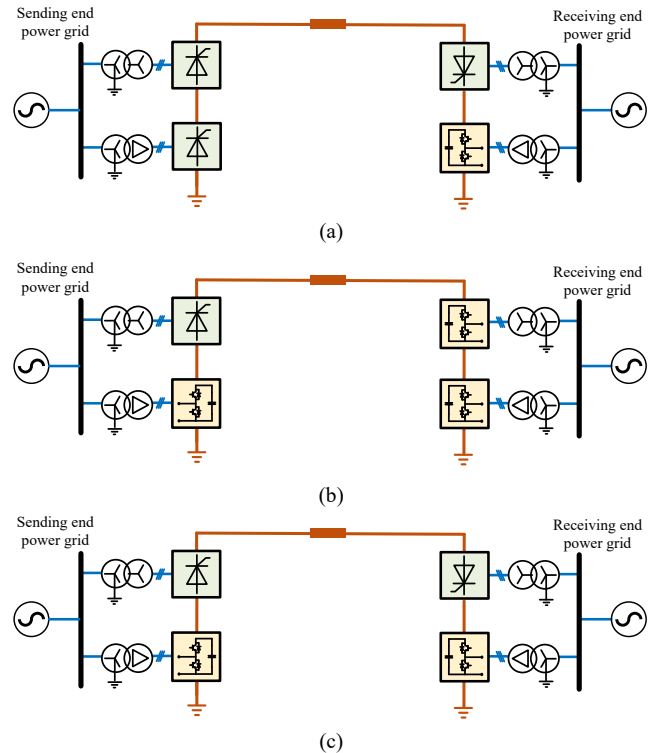 Sending end
power grid
Receiving end
power grid
(a)
Sending end
power grid
Receiving end
power grid
(b)
Sending end
power grid
Receiving end
power grid
(c)